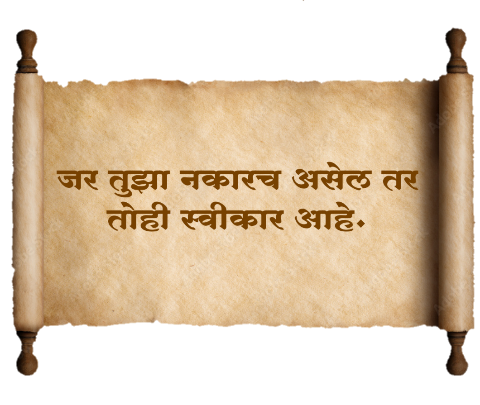 जर तुझा नकारच असेल तर
तोही स्वीकार आहे.